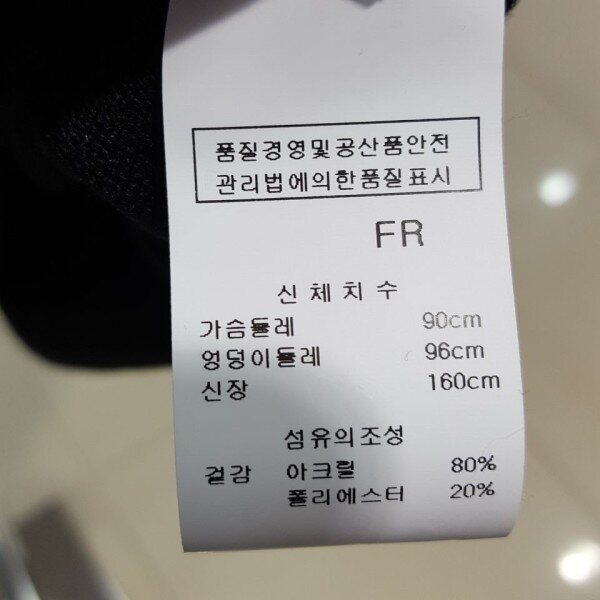 품질경영및공산품안전
관리법에의한품질표시
FR
신체치수
가슴둘레 90cm
엉덩이둘레 96cm
신장 160cm
섬유의조성
겉감 아크릴 80%
폴리에스터 20%